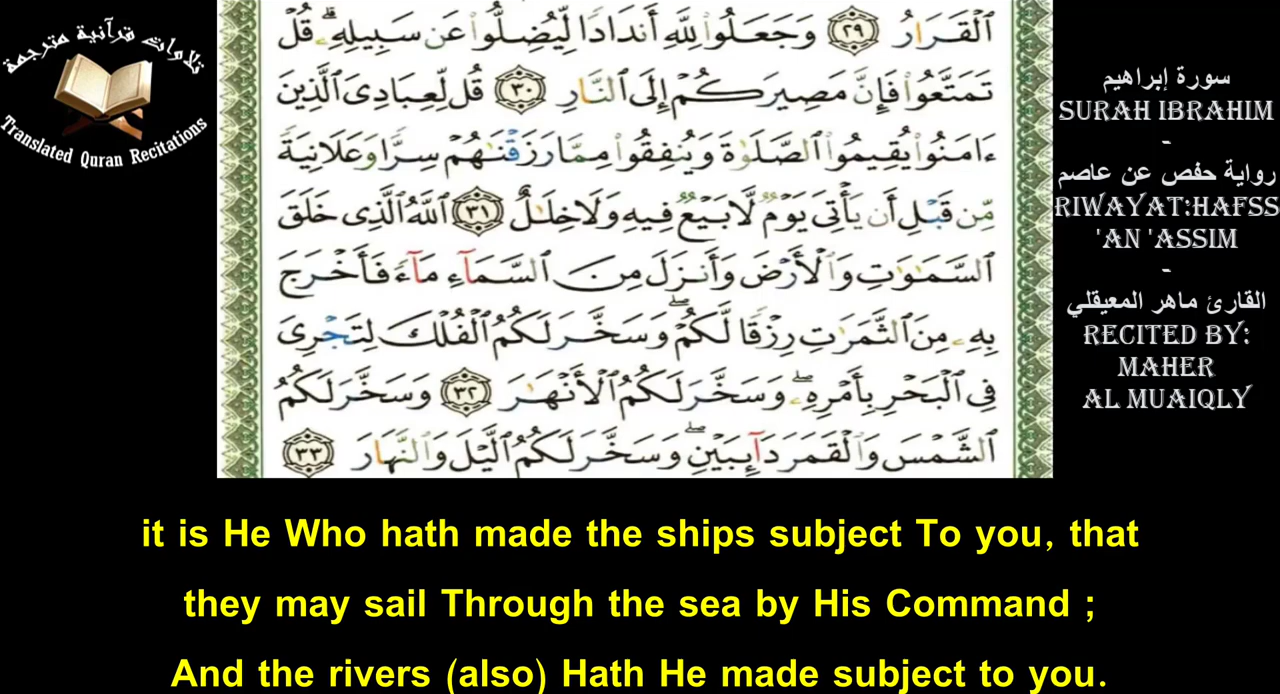 تلاوات قرآنية مترجمة
Translated Quran Recitations
ٱلْقَرَارُ ٢٩ وَجَعَلُوا۟ لِلَّهِ أَندَادًا لِّيُضِلُّوا۟ عَن سَبِيلِهِۦ ۗ قُلْ
تَمَتَّعُوا۟ فَإِنَّ مَصِيرَكُمْ إِلَى ٱلنَّارِ ٣٠ قُل لِّعِبَادِىَ ٱلَّذِينَ
ءَامَنُوا۟ يُقِيمُوا۟ ٱلصَّلَوٰةَ وَيُنفِقُوا۟ مِمَّا رَزَقْنَٰهُمْ سِرًّا وَعَلَانِيَةً
مِّن قَبْلِ أَن يَأْتِىَ يَوْمٌ لَّا بَيْعٌ فِيهِ وَلَا خِلَٰلٌ ٣١ ٱللَّهُ ٱلَّذِى خَلَقَ
ٱلسَّمَٰوَٰتِ وَٱلْأَرْضَ وَأَنزَلَ مِنَ ٱلسَّمَآءِ مَآءً فَأَخْرَجَ
بِهِۦ مِنَ ٱلثَّمَرَٰتِ رِزْقًا لَّكُمْ ۖ وَسَخَّرَ لَكُمُ ٱلْفُلْكَ لِتَجْرِىَ
فِى ٱلْبَحْرِ بِأَمْرِهِۦ ۖ وَسَخَّرَ لَكُمُ ٱلْأَنْهَٰرَ ٣٢ وَسَخَّرَ لَكُمُ
ٱلشَّمْسَ وَٱلْقَمَرَ دَآئِبَيْنِ ۖ وَسَخَّرَ لَكُمُ ٱلَّيْلَ وَٱلنَّهَارَ ٣٣
سورة إبراهيم
SURAH IBRAHIM
-
رواية حفص عن عاصم
RIWAYAT:HAFSS
'AN 'ASSIM
-
القارئ ماهر المعيقلي
RECITED BY:
MAHER
AL MUAIQLY
it is He Who hath made the ships subject To you, that
they may sail Through the sea by His Command ;
And the rivers (also) Hath He made subject to you.